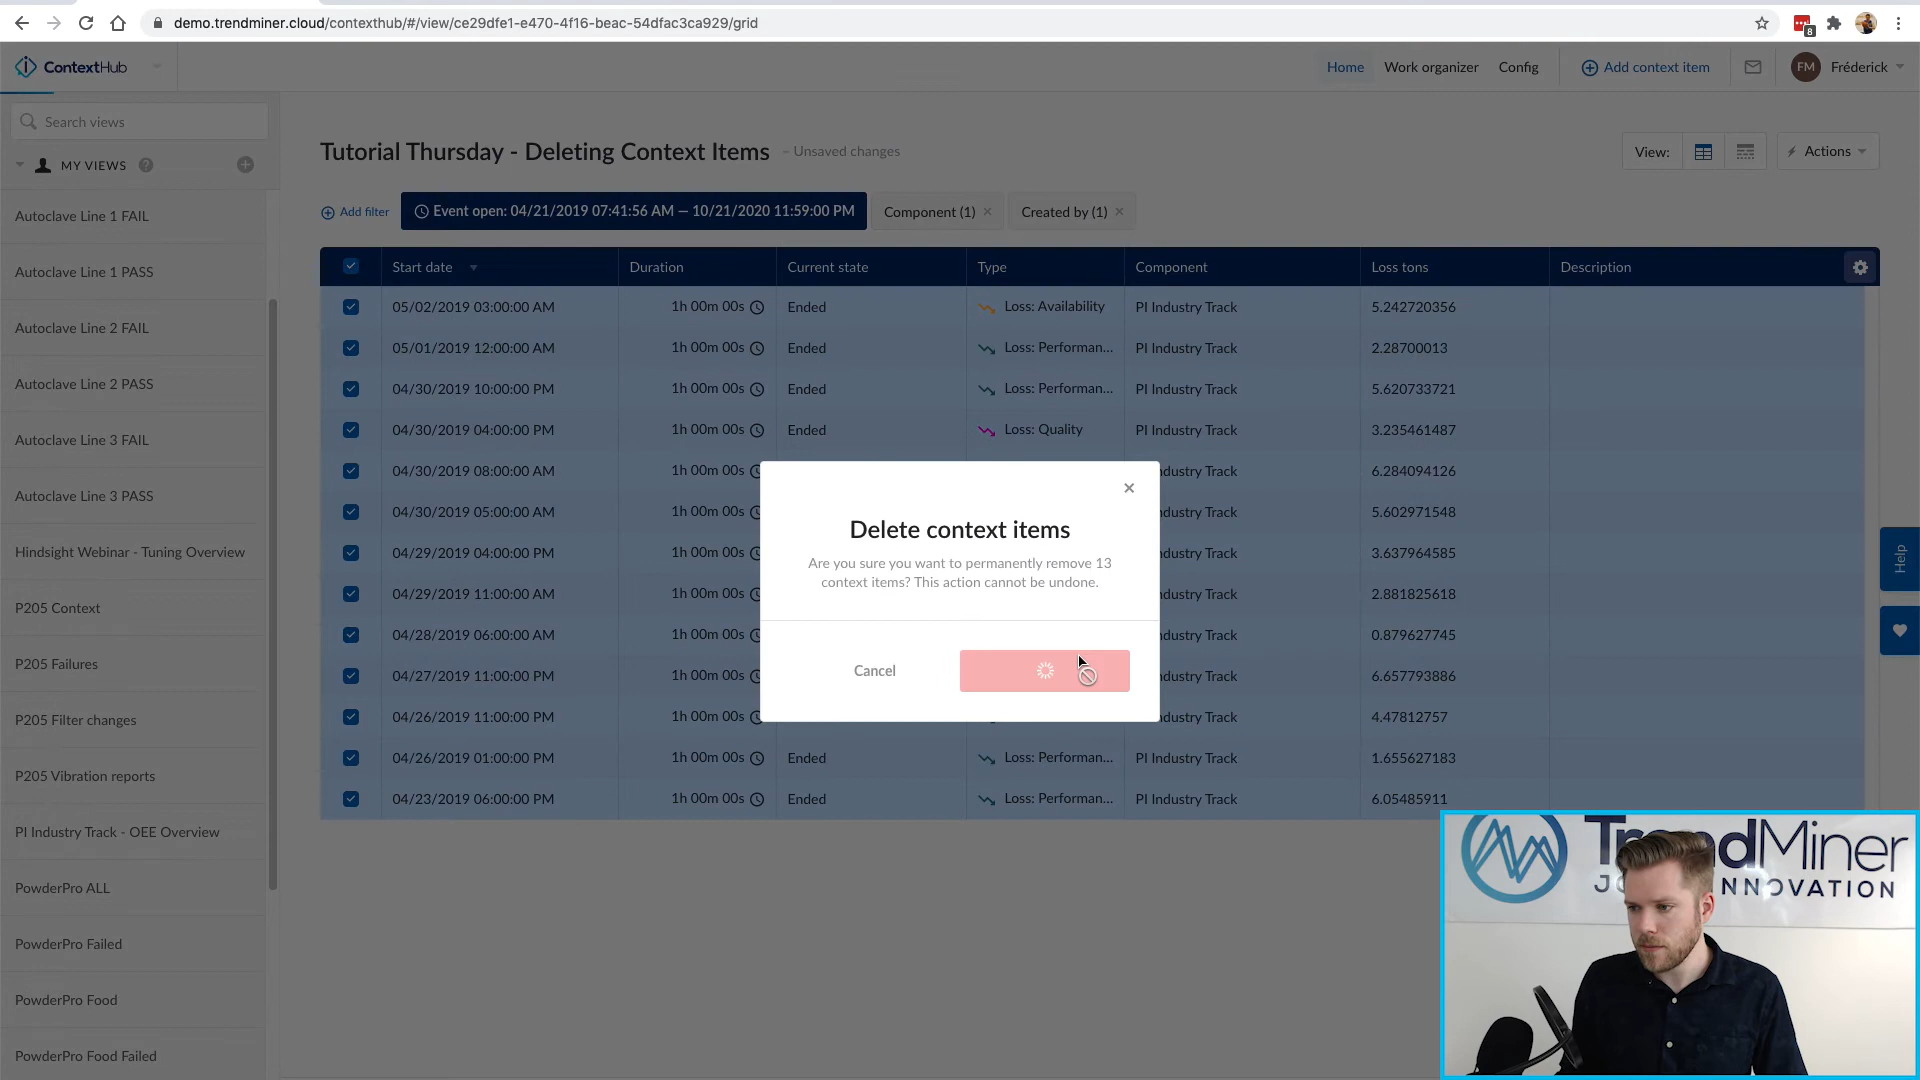 demo.trendminer.cloud/contexthub/#/view/ce29dfe1-e470-4f16-beac-54dfac3ca929/grid
8
ContextHub
Home Work organizer Config Add context item FM Fréderick
Search views
MY VIEWS ?
Autoclave Line 1 FAIL
Autoclave Line 1 PASS
Autoclave Line 2 FAIL
Autoclave Line 2 PASS
Autoclave Line 3 FAIL
Autoclave Line 3 PASS
Hindsight Webinar - Tuning Overview
P205 Context
P205 Failures
P205 Filter changes
P205 Vibration reports
PI Industry Track - OEE Overview
PowderPro ALL
PowderPro Failed
PowderPro Food
PowderPro Food Failed
Tutorial Thursday - Deleting Context Items – Unsaved changes
View: Actions
Add filter Event open: 04/21/2019 07:41:56 AM — 10/21/2020 11:59:00 PM Component (1) × Created by (1) ×
Start date Duration Current state Type Component Loss tons Description
05/02/2019 03:00:00 AM 1h 00m 00s Ended Loss: Availability PI Industry Track 5.242720356
05/01/2019 12:00:00 AM 1h 00m 00s Ended Loss: Performan... PI Industry Track 2.28700013
04/30/2019 10:00:00 PM 1h 00m 00s Ended Loss: Performan... PI Industry Track 5.620733721
04/30/2019 04:00:00 PM 1h 00m 00s Ended Loss: Quality PI Industry Track 3.235461487
04/30/2019 08:00:00 AM 1h 00m 00s ndustry Track 6.284094126
04/30/2019 05:00:00 AM 1h 00m 00s ndustry Track 5.602971548
04/29/2019 04:00:00 PM 1h 00m 00s ndustry Track 3.637964585
04/29/2019 11:00:00 AM 1h 00m 00s ndustry Track 2.881825618
04/28/2019 06:00:00 AM 1h 00m 00s ndustry Track 0.879627745
04/27/2019 11:00:00 PM 1h 00m 00s ndustry Track 6.657793886
04/26/2019 11:00:00 PM 1h 00m 00s ndustry Track 4.47812757
04/26/2019 01:00:00 PM 1h 00m 00s Ended Loss: Performan... PI Industry Track 1.655627183
04/23/2019 06:00:00 PM 1h 00m 00s Ended Loss: Performan... PI Industry Track 6.05485911
Delete context items
Are you sure you want to permanently remove 13
context items? This action cannot be undone.
Cancel
Help